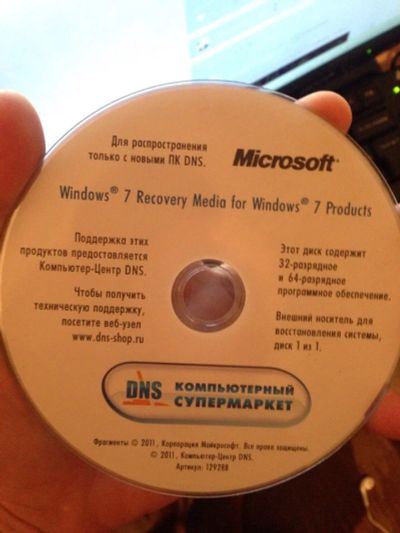 Для распространения
только с новыми ПК DNS.
Microsoft®
Windows® 7 Recovery Media for Windows® 7 Products
Поддержка этих
продуктов предоставляется
Компьютер-Центр DNS.
Чтобы получить
техническую поддержку,
посетите веб-узел
www.dns-shop.ru
Этот диск содержит
32-разрядное
и 64-разрядное
программное обеспечение.
Внешний носитель для
восстановления системы,
диск 1 из 1.
DNS КОМПЬЮТЕРНЫЙ
СУПЕРМАРКЕТ
Фрагменты © 2011, Корпорация Майкрософт. Все права защищены.
© 2011, Компьютер-Центр DNS.
Артикул: 129288